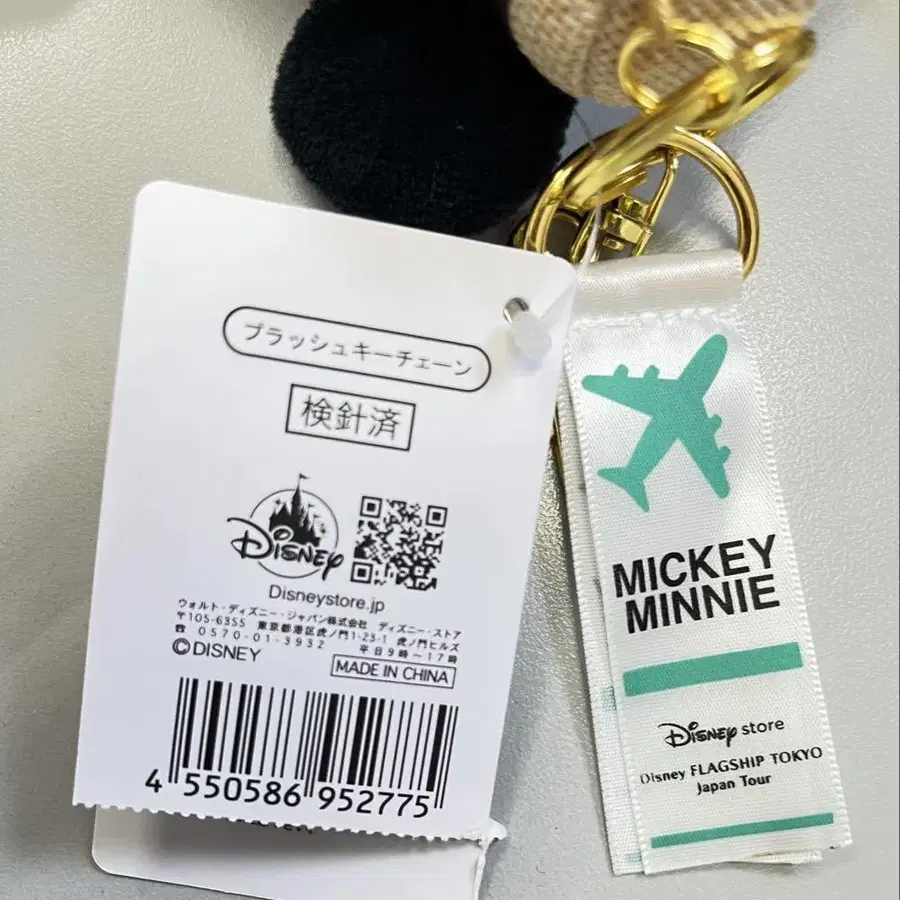 プラッシュキーチェーン
検針済
Disney
Disneystore.jp
ウォルト・ディズニー・ジャパン株式会社 ディズニー・ストア
〒105-6355 東京都港区虎ノ門1-23-1 虎ノ門ヒルズ
☎ 0570-01-3932 平日9時～17時
©DISNEY
MADE IN CHINA
4 550586 952775
MICKEY
MINNIE
Disney store
Disney FLAGSHIP TOKYO
Japan Tour